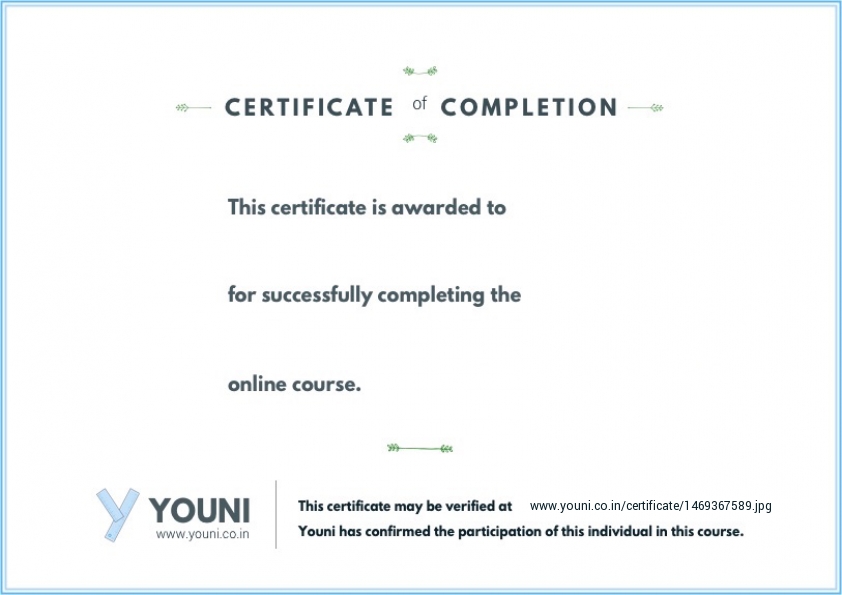 CERTIFICATE of COMPLETION
This certificate is awarded to
for successfully completing the
online course.
YOUNI
www.youni.co.in
This certificate may be verified at www.youni.co.in/certificate/1469367589.jpg
Youni has confirmed the participation of this individual in this course.